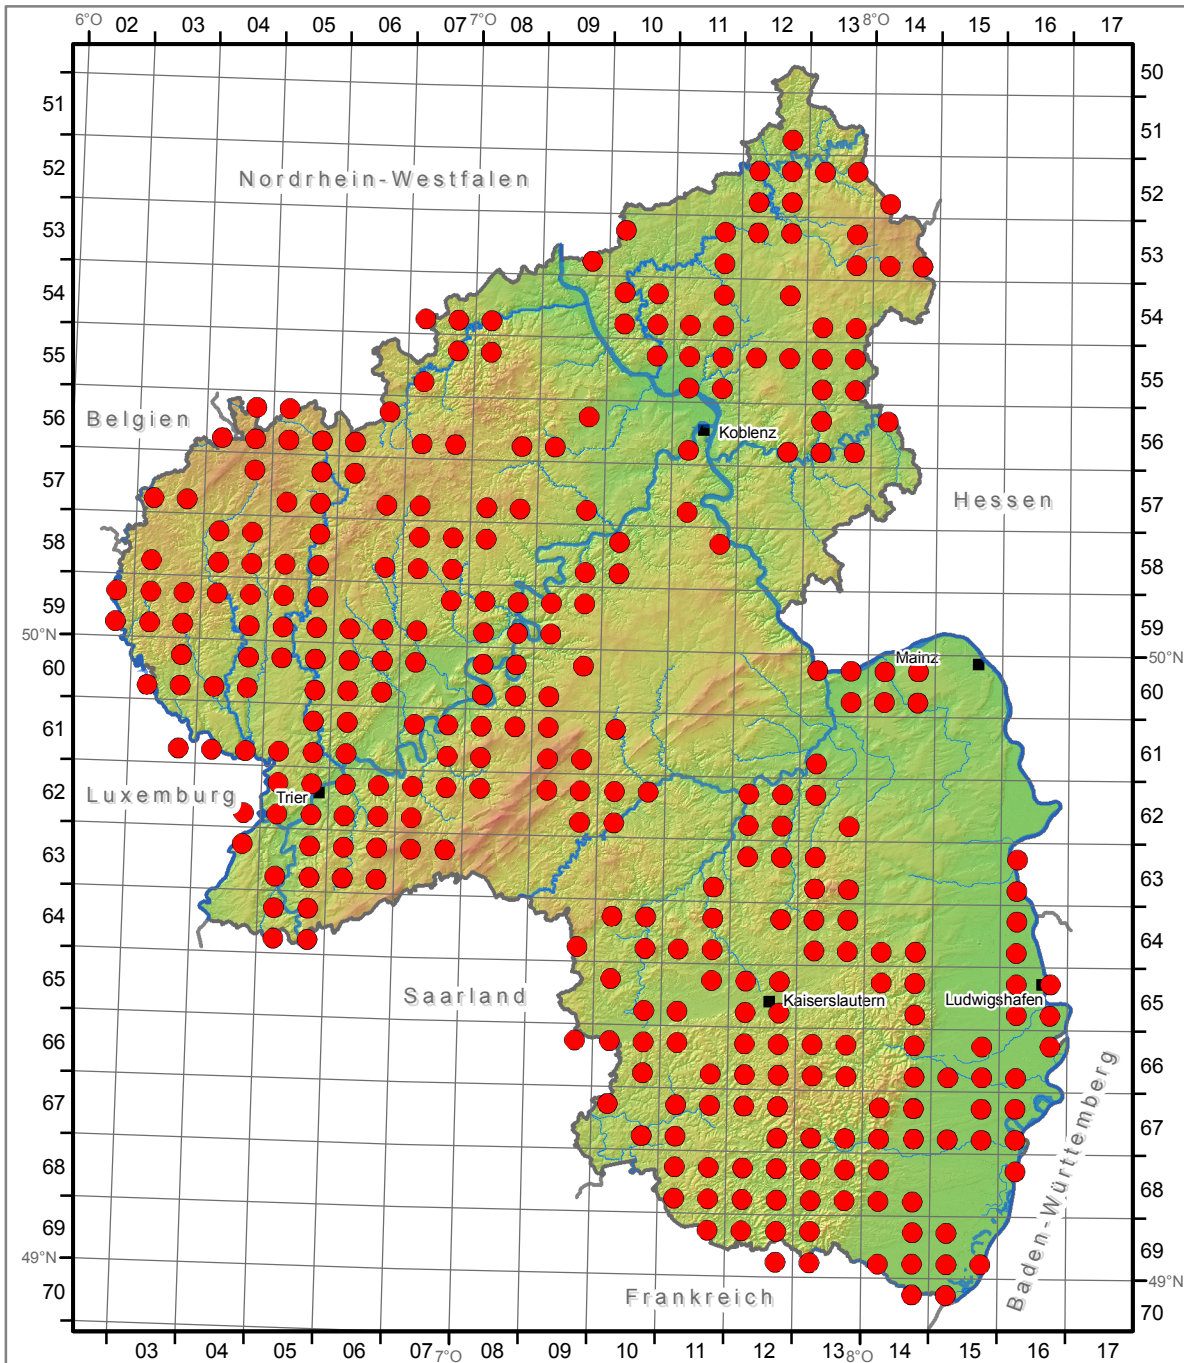 6°O 02 03 04 05 06 07 7°O 08 09 10 11 12 13 8°O 14 15 16 17
50
51 51
52 52
Nordrhein-Westfalen
53 53
54 54
55 55
56 56
Belgien
Koblenz
57 57
Hessen
58 58
59 59
50°N 50°N
60 60
Mainz
61 61
62 62
Luxemburg
Trier
63 63
64 64
65 65
Saarland
Kaiserslautern
Ludwigshafen
66 66
67 67
68 68
69 69
49°N 49°N
70 70
Baden-Württemberg
Frankreich
03 04 05 06 07 7°O 08 09 10 11 12 13 8°O 14 15 16 17